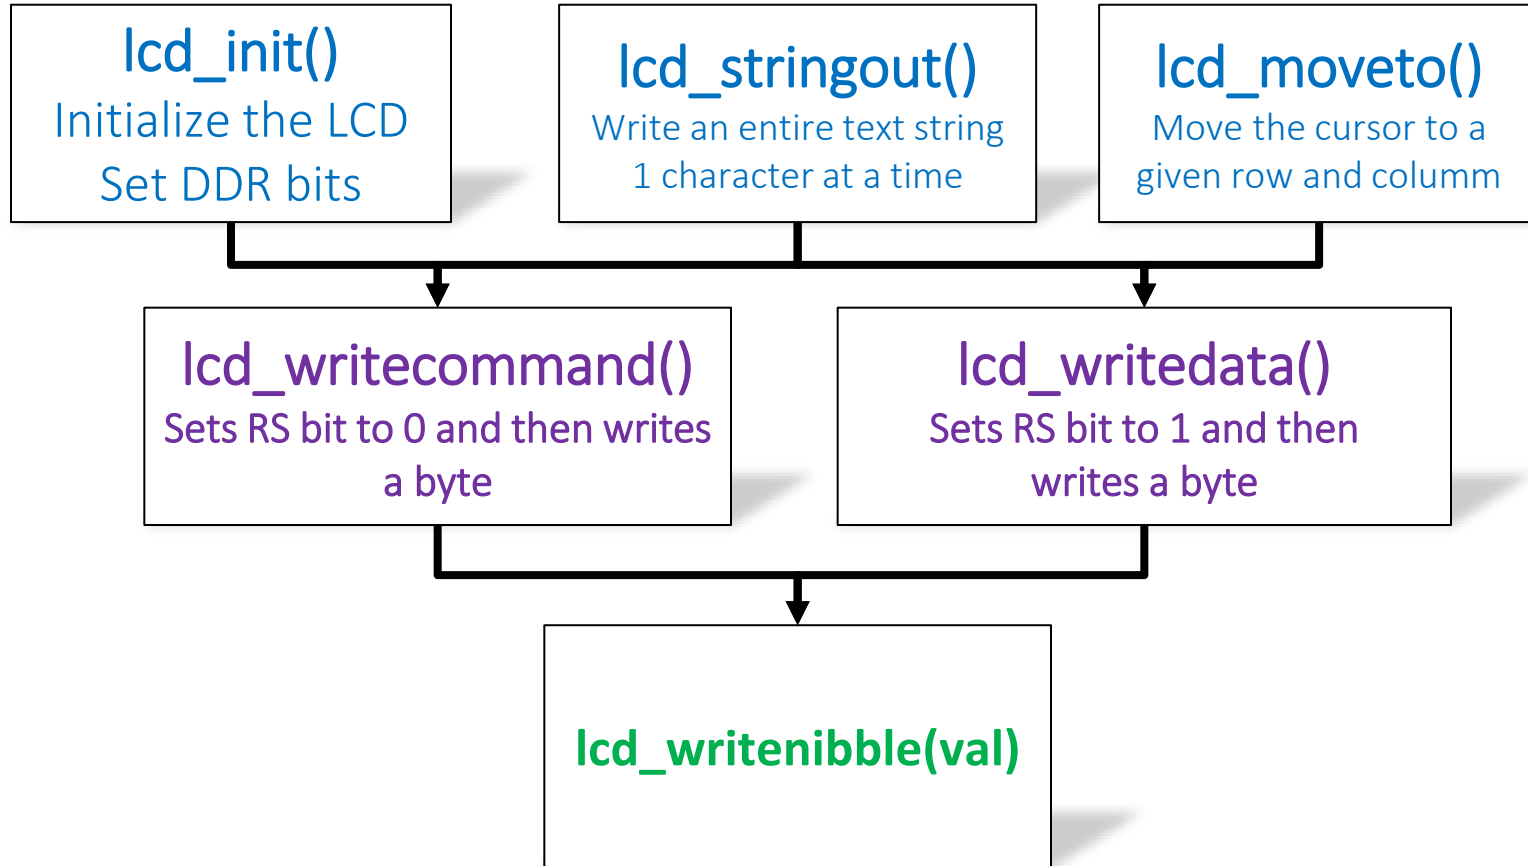 lcd_init()
Initialize the LCD
Set DDR bits
lcd_stringout()
Write an entire text string
1 character at a time
lcd_moveto()
Move the cursor to a
given row and columm
lcd_writecommand()
Sets RS bit to 0 and then writes
a byte
lcd_writedata()
Sets RS bit to 1 and then
writes a byte
lcd_writenibble(val)